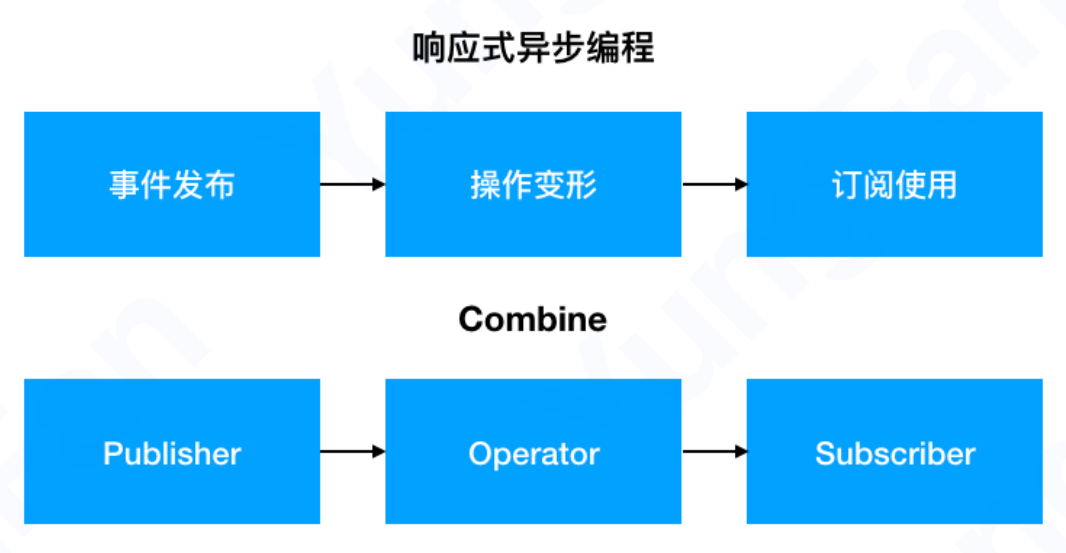 响应式异步编程
事件发布
操作变形
订阅使用
Combine
Publisher
Operator
Subscriber
YungFan